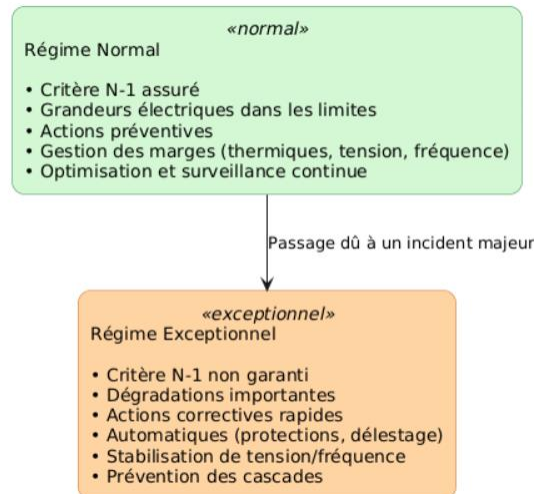 «normal»
Régime Normal
• Critère N-1 assuré
• Grandeurs électriques dans les limites
• Actions préventives
• Gestion des marges (thermiques, tension, fréquence)
• Optimisation et surveillance continue
Passage dû à un incident majeur
«exceptionnel»
Régime Exceptionnel
• Critère N-1 non garanti
• Dégradations importantes
• Actions correctives rapides
• Automatiques (protections, délestage)
• Stabilisation de tension/fréquence
• Prévention des cascades